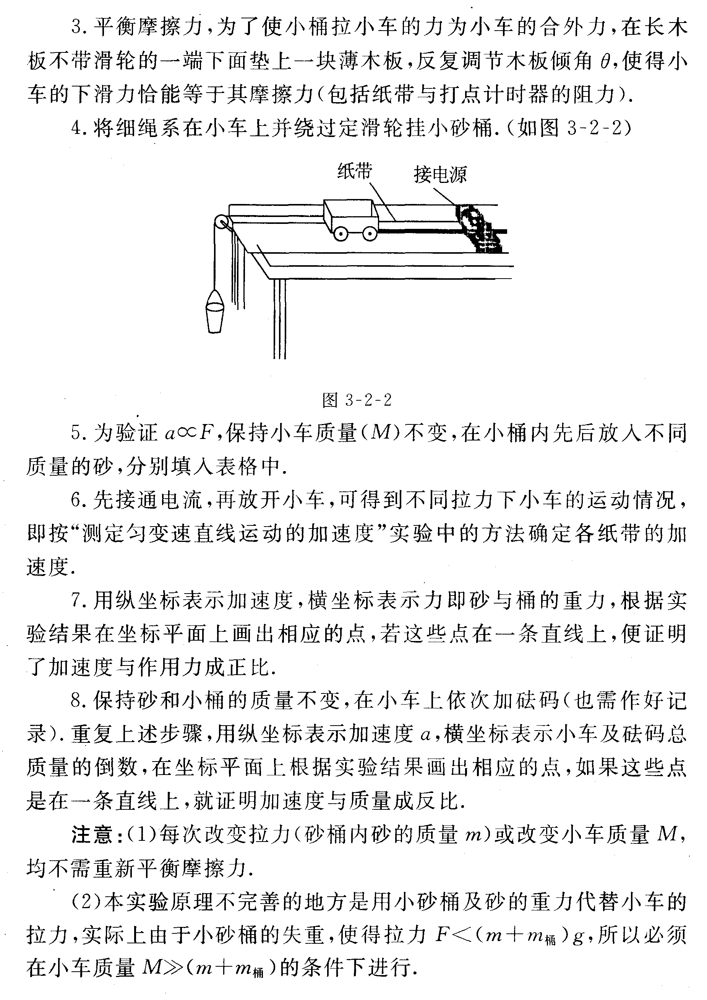 3. 平衡摩擦力,为了使小桶拉小车的力为小车的合外力,在长木
板不带滑轮的一端下面垫上一块薄木板,反复调节木板倾角 θ,使得小
车的下滑力恰能等于其摩擦力(包括纸带与打点计时器的阻力).
4. 将细绳系在小车上并绕过定滑轮挂小砂桶.(如图 3-2-2)
纸带 接电源
图 3-2-2
5. 为验证 a∝F,保持小车质量(M)不变,在小桶内先后放入不同
质量的砂,分别填入表格中.
6. 先接通电流,再放开小车,可得到不同拉力下小车的运动情况,
即按“测定匀变速直线运动的加速度”实验中的方法确定各纸带的加
速度.
7. 用纵坐标表示加速度,横坐标表示力即砂与桶的重力,根据实
验结果在坐标平面上画出相应的点,若这些点在一条直线上,便证明
了加速度与作用力成正比.
8. 保持砂和小桶的质量不变,在小车上依次加砝码(也需作好记
录). 重复上述步骤,用纵坐标表示加速度 a,横坐标表示小车及砝码总
质量的倒数,在坐标平面上根据实验结果画出相应的点,如果这些点
是在一条直线上,就证明加速度与质量成反比.
注意:(1)每次改变拉力(砂桶内砂的质量 m)或改变小车质量 M,
均不需重新平衡摩擦力.
(2)本实验原理不完善的地方是用小砂桶及砂的重力代替小车的
拉力,实际上由于小砂桶的失重,使得拉力 F<(m+m桶)g,所以必须
在小车质量 M≫(m+m桶)的条件下进行.